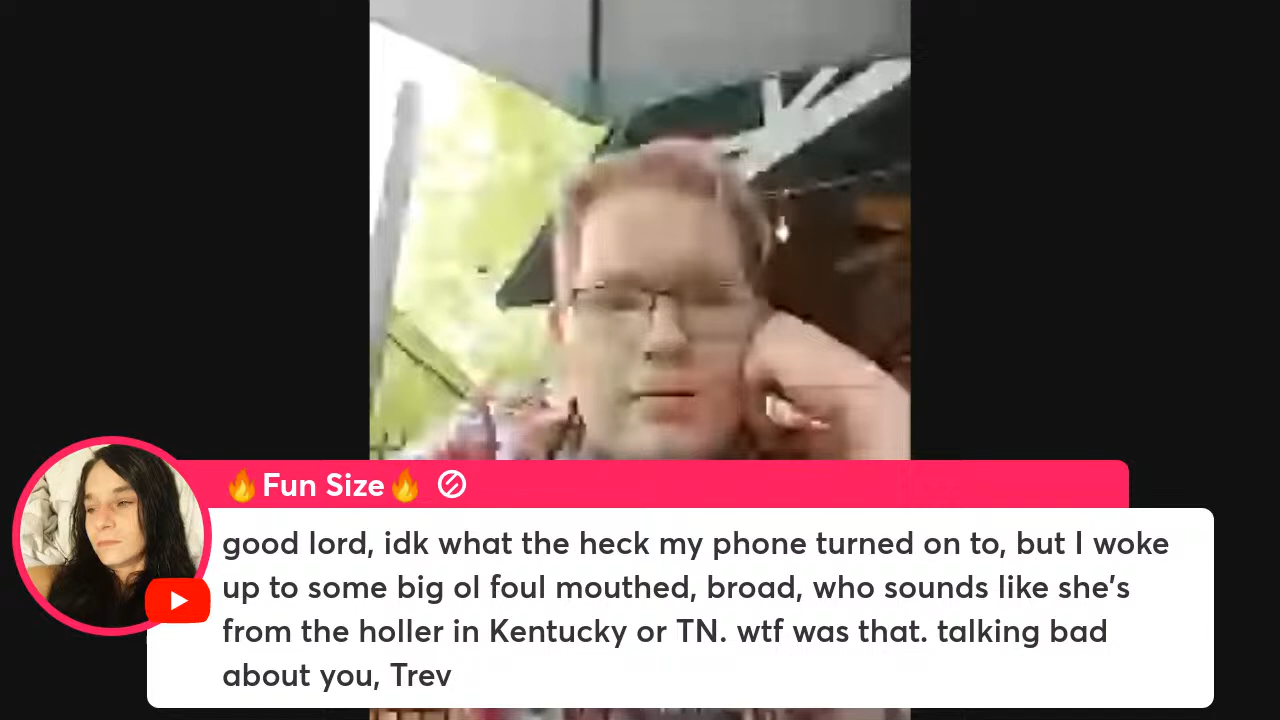 🔥Fun Size🔥
good lord, idk what the heck my phone turned on to, but I woke
up to some big ol foul mouthed, broad, who sounds like she's
from the holler in Kentucky or TN. wtf was that. talking bad
about you, Trev